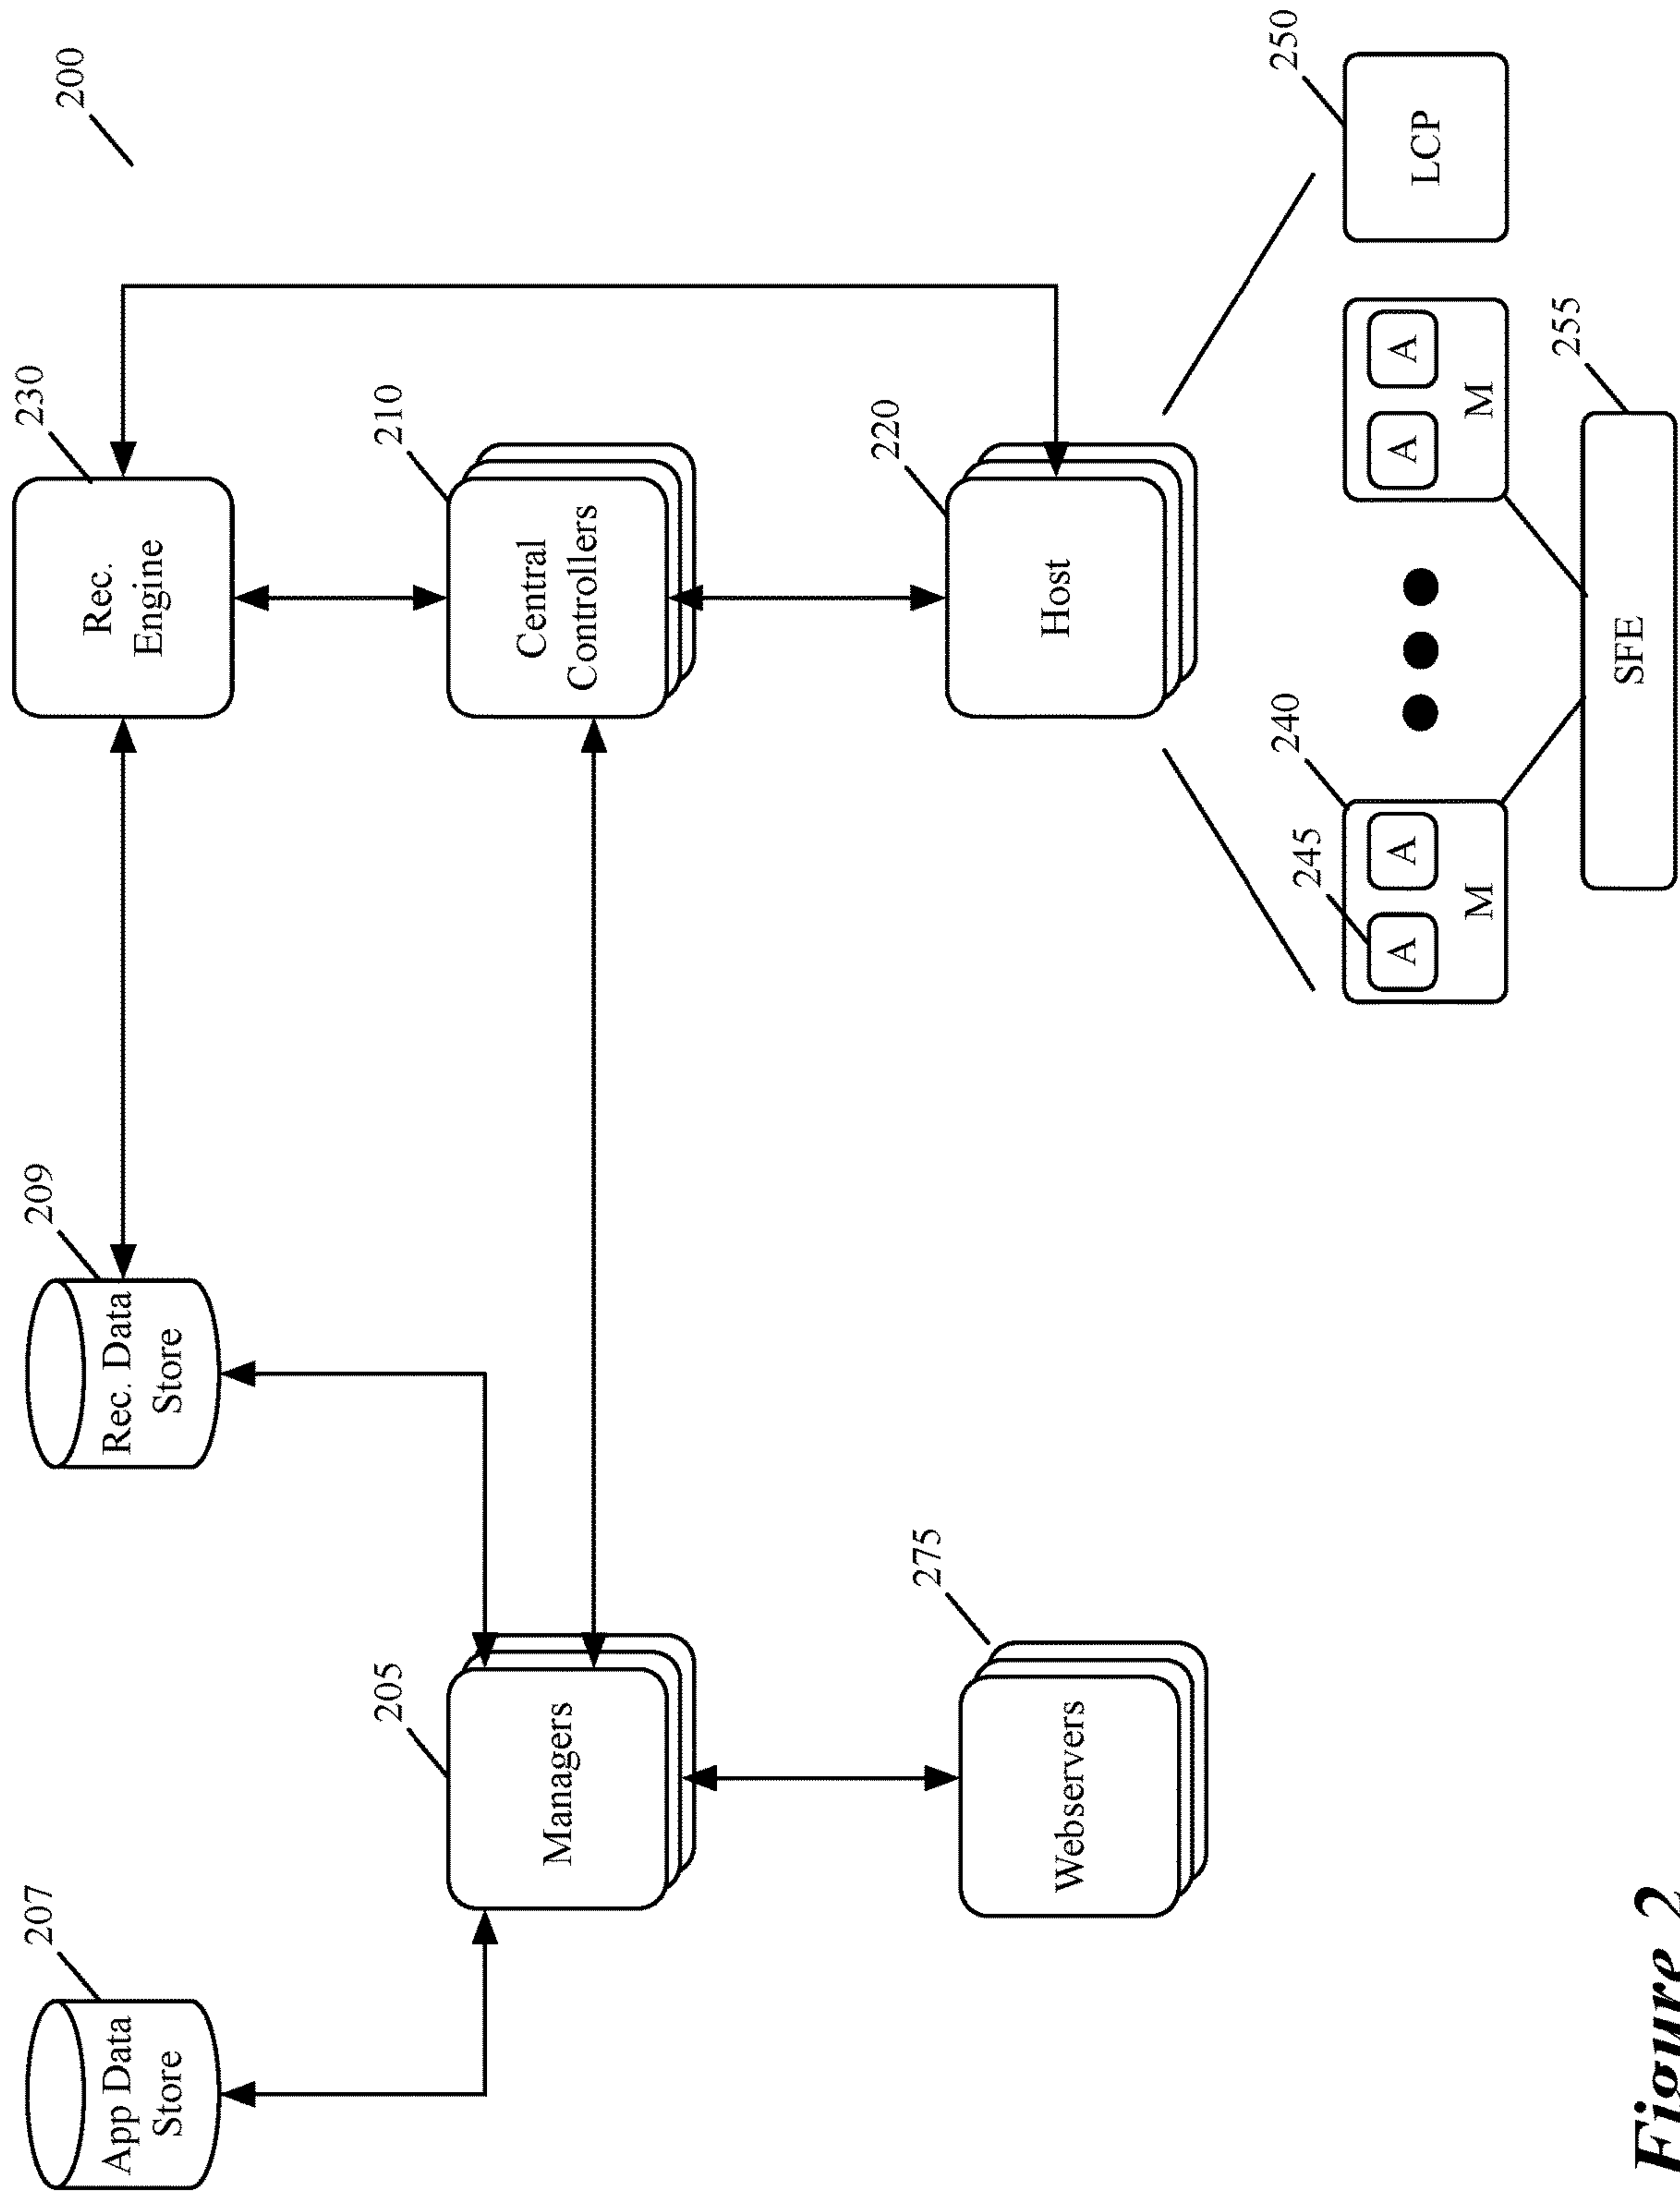 200
207
App Data
Store
209
Rec. Data
Store
230
Rec.
Engine
205
Managers
210
Central
Controllers
275
Webservers
220
Host
245
240
A
A
M
A
A
M
250
LCP
255
SFE
Figure 2